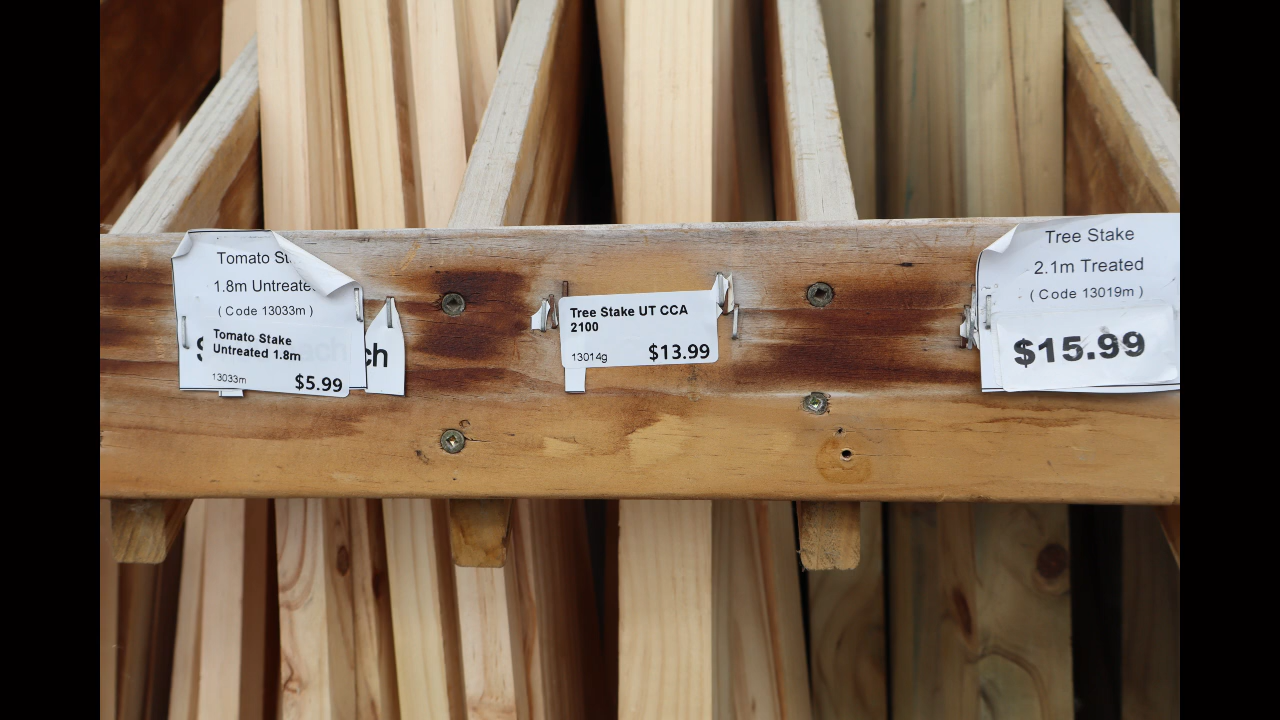 Tomato St
1.8m Untreate
( Code 13033m )
Tomato Stake
Untreated 1.8m
13033m $5.99
ch
Tree Stake UT CCA
2100
13014g $13.99
Tree Stake
2.1m Treated
( Code 13019m )
$15.99